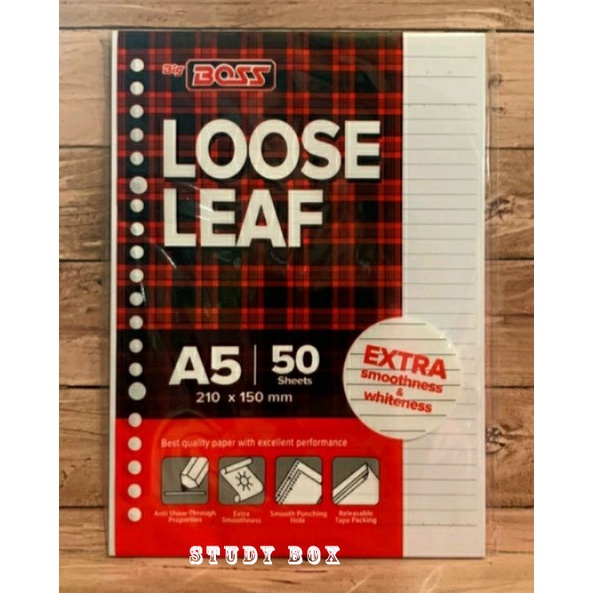 Big BOSS
LOOSE
LEAF
A5 | 50
Sheets
210 x 150 mm
EXTRA
smoothness
&
whiteness
Best quality paper with excellent performance
Anti Show-Through
Properties
Extra
Smoothness
Smooth Punching
Hole
Releasable
Tape Packing
STUDY BOX